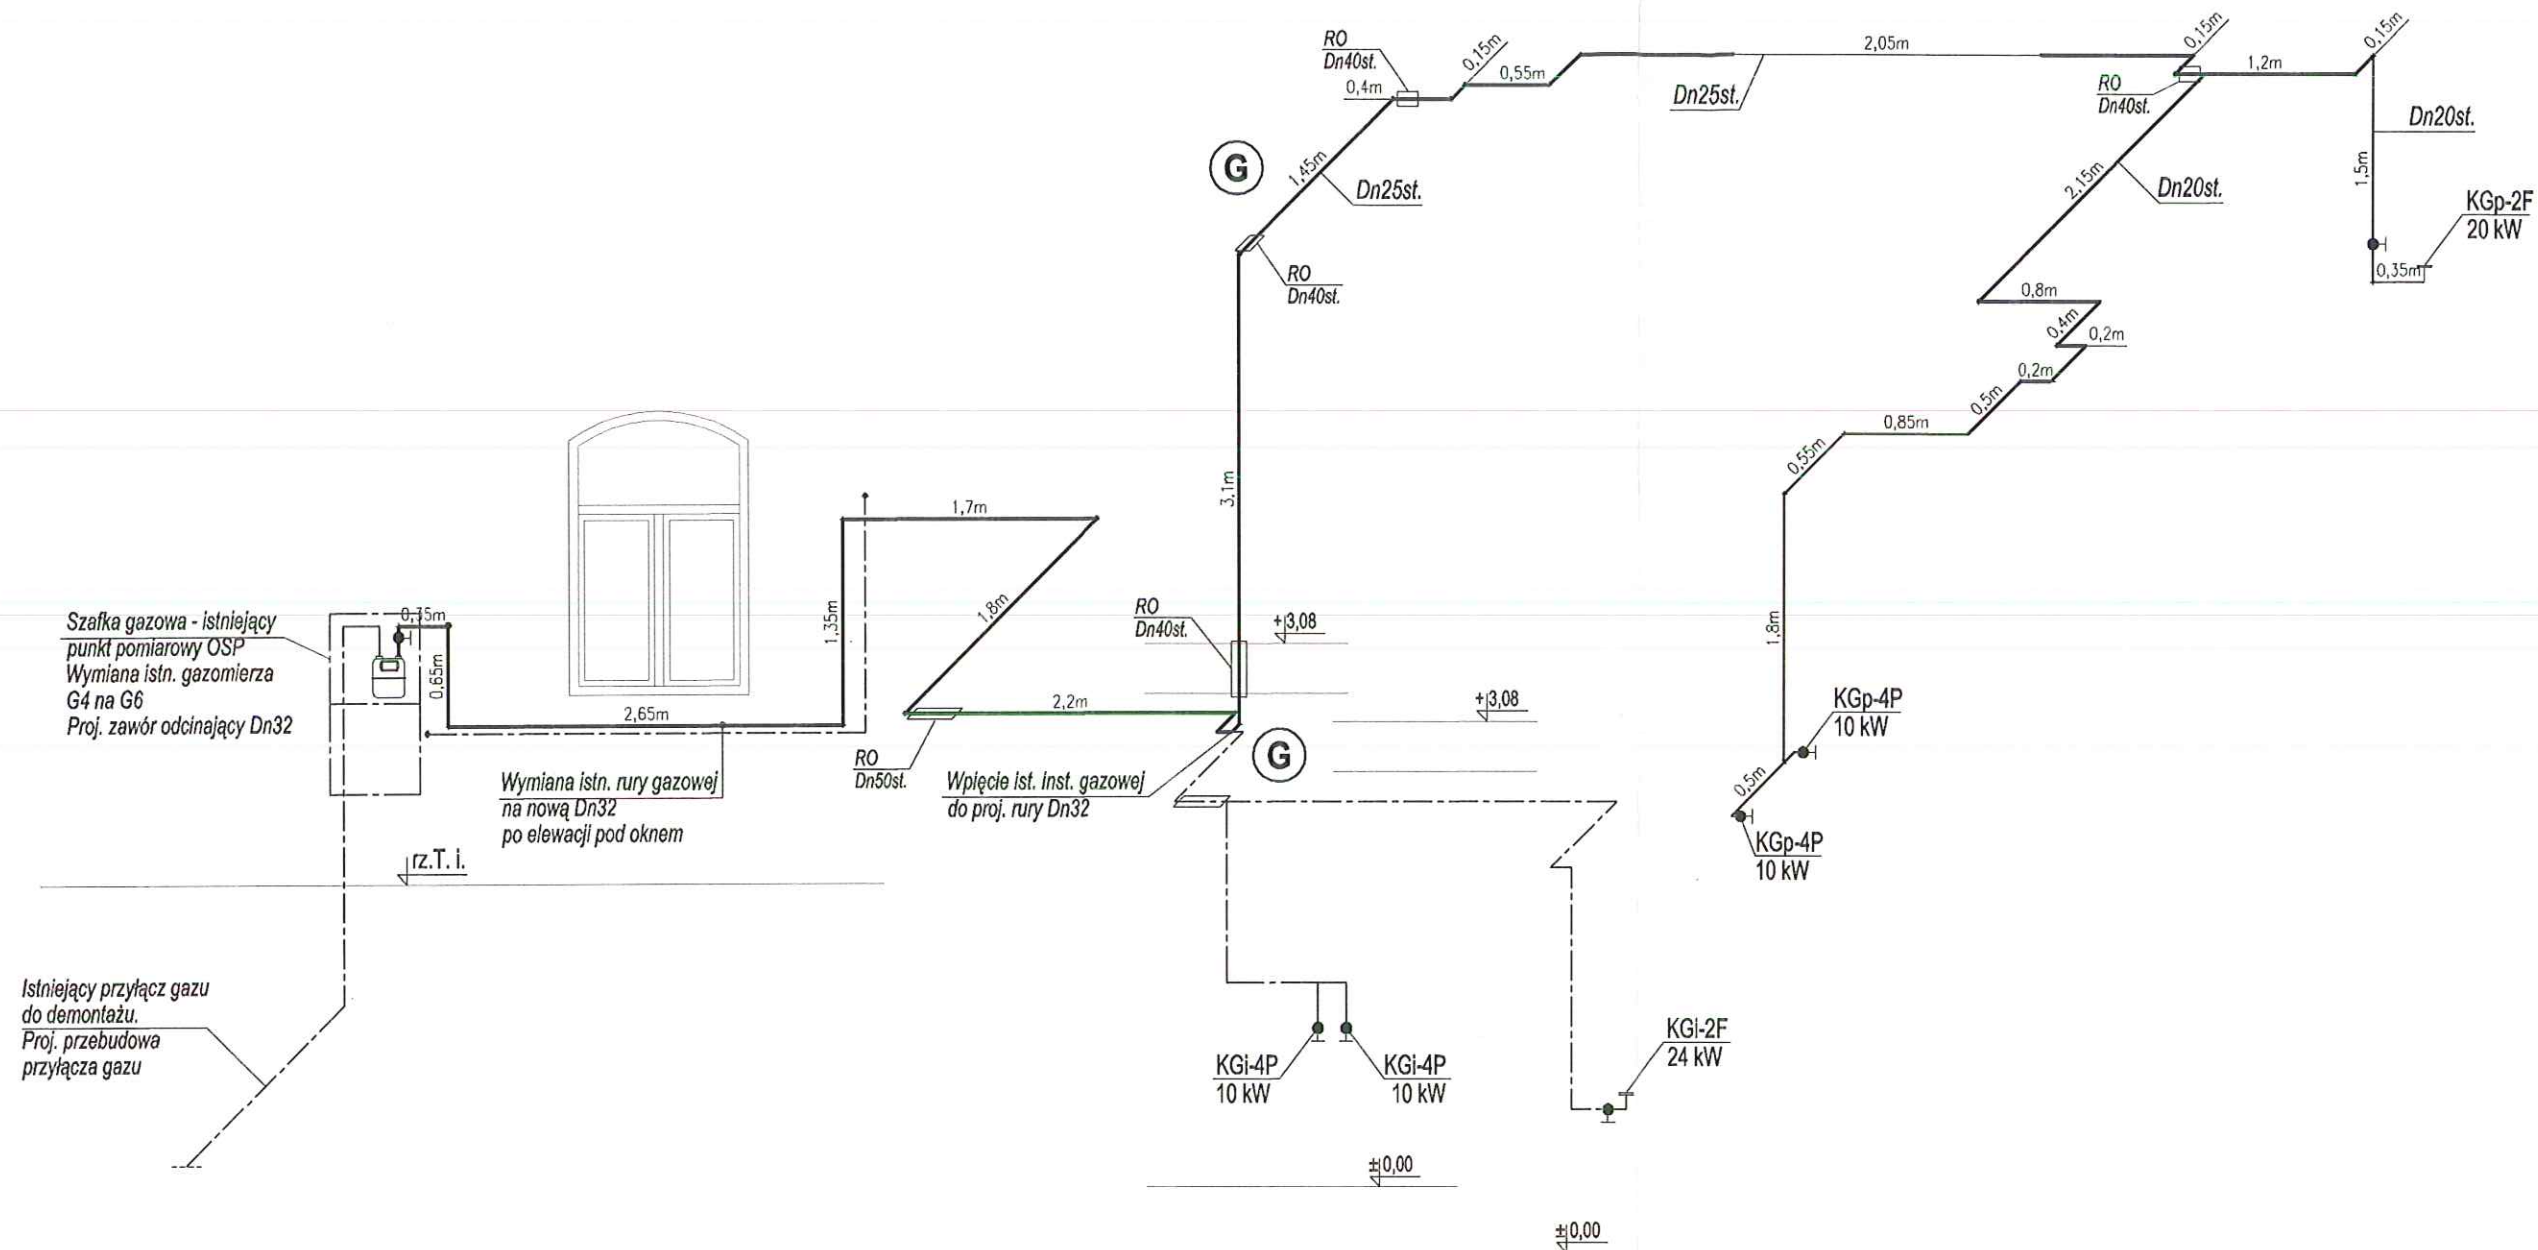 RO
Dn40st.
0,4m
0,15m
0,55m
2,05m
Dn25st.
0,15m
1,2m
0,15m
RO
Dn40st.
Dn20st.
1,5m
G
1,45m
Dn25st.
2,15m
Dn20st.
KGp-2F
20 kW
0,35m
RO
Dn40st.
0,8m
0,4m
0,2m
0,2m
0,5m
0,85m
0,55m
3,1m
1,7m
1,35m
1,8m
RO
Dn40st.
+3,08
1,8m
Szafka gazowa - istniejący
punkt pomiarowy OSP
Wymiana istn. gazomierza
G4 na G6
Proj. zawór odcinający Dn32
0,35m
0,65m
2,65m
2,2m
+3,08
KGp-4P
10 kW
G
RO
Dn50st.
Wymiana istn. rury gazowej
na nową Dn32
po elewacji pod oknem
Wpięcie ist. inst. gazowej
do proj. rury Dn32
0,5m
KGp-4P
10 kW
rz.T. i.
Istniejący przyłącz gazu
do demontażu.
Proj. przebudowa
przyłącza gazu
KGi-4P
10 kW
KGi-4P
10 kW
KGi-2F
24 kW
±0,00
±0,00